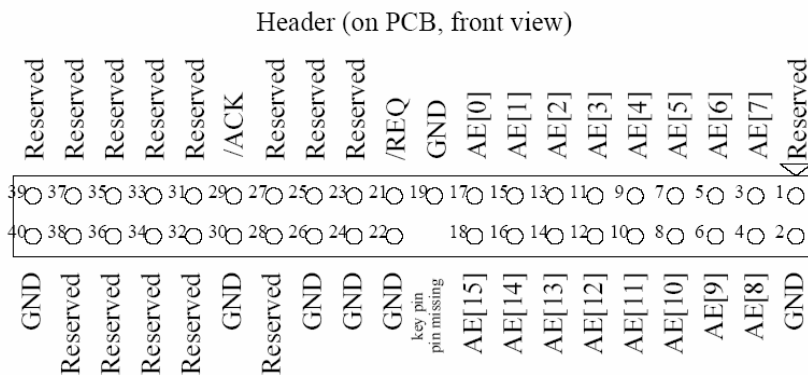 Header (on PCB, front view)
Reserved Reserved Reserved Reserved Reserved /ACK Reserved Reserved Reserved /REQ GND AE[0] AE[1] AE[2] AE[3] AE[4] AE[5] AE[6] AE[7] Reserved
39 37 35 33 31 29 27 25 23 21 19 17 15 13 11 9 7 5 3 1
40 38 36 34 32 30 28 26 24 22 18 16 14 12 10 8 6 4 2
GND Reserved Reserved Reserved Reserved GND Reserved GND GND GND key pin pin missing AE[15] AE[14] AE[13] AE[12] AE[11] AE[10] AE[9] AE[8] GND